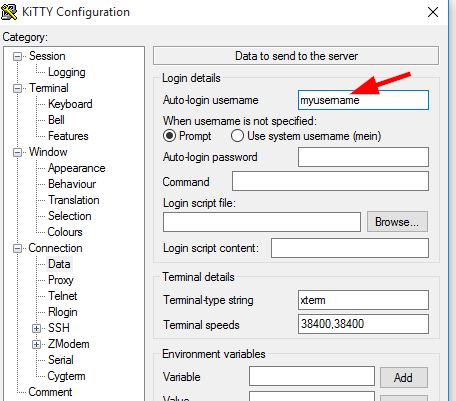 KiTTY Configuration
Category:
Session
Logging
Terminal
Keyboard
Bell
Features
Window
Appearance
Behaviour
Translation
Selection
Colours
Connection
Data
Proxy
Telnet
Rlogin
SSH
ZModem
Serial
Cygterm
Comment
Data to send to the server
Login details
Auto-login username myusername
When username is not specified:
Prompt Use system username (mein)
Auto-login password
Command
Login script file:
Browse...
Login script content:
Terminal details
Terminal-type string xterm
Terminal speeds 38400,38400
Environment variables
Variable Add
Value